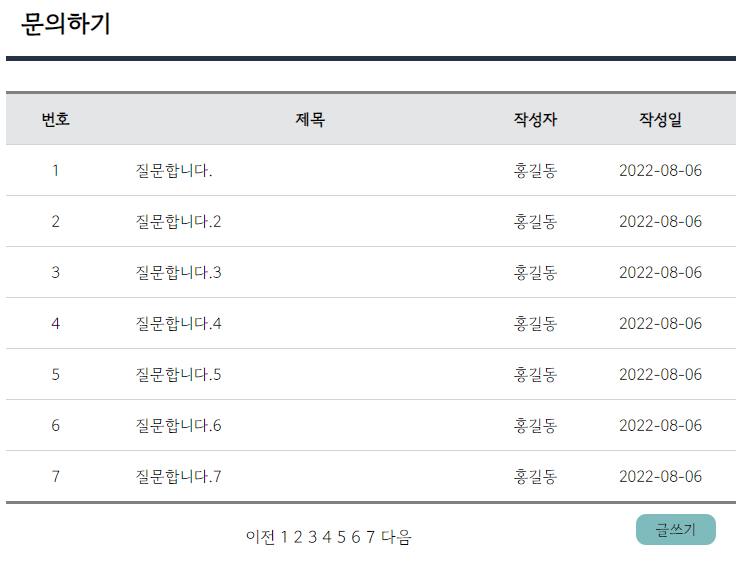 문의하기
번호 제목 작성자 작성일
1 질문합니다. 홍길동 2022-08-06
2 질문합니다.2 홍길동 2022-08-06
3 질문합니다.3 홍길동 2022-08-06
4 질문합니다.4 홍길동 2022-08-06
5 질문합니다.5 홍길동 2022-08-06
6 질문합니다.6 홍길동 2022-08-06
7 질문합니다.7 홍길동 2022-08-06
이전 1 2 3 4 5 6 7 다음 글쓰기